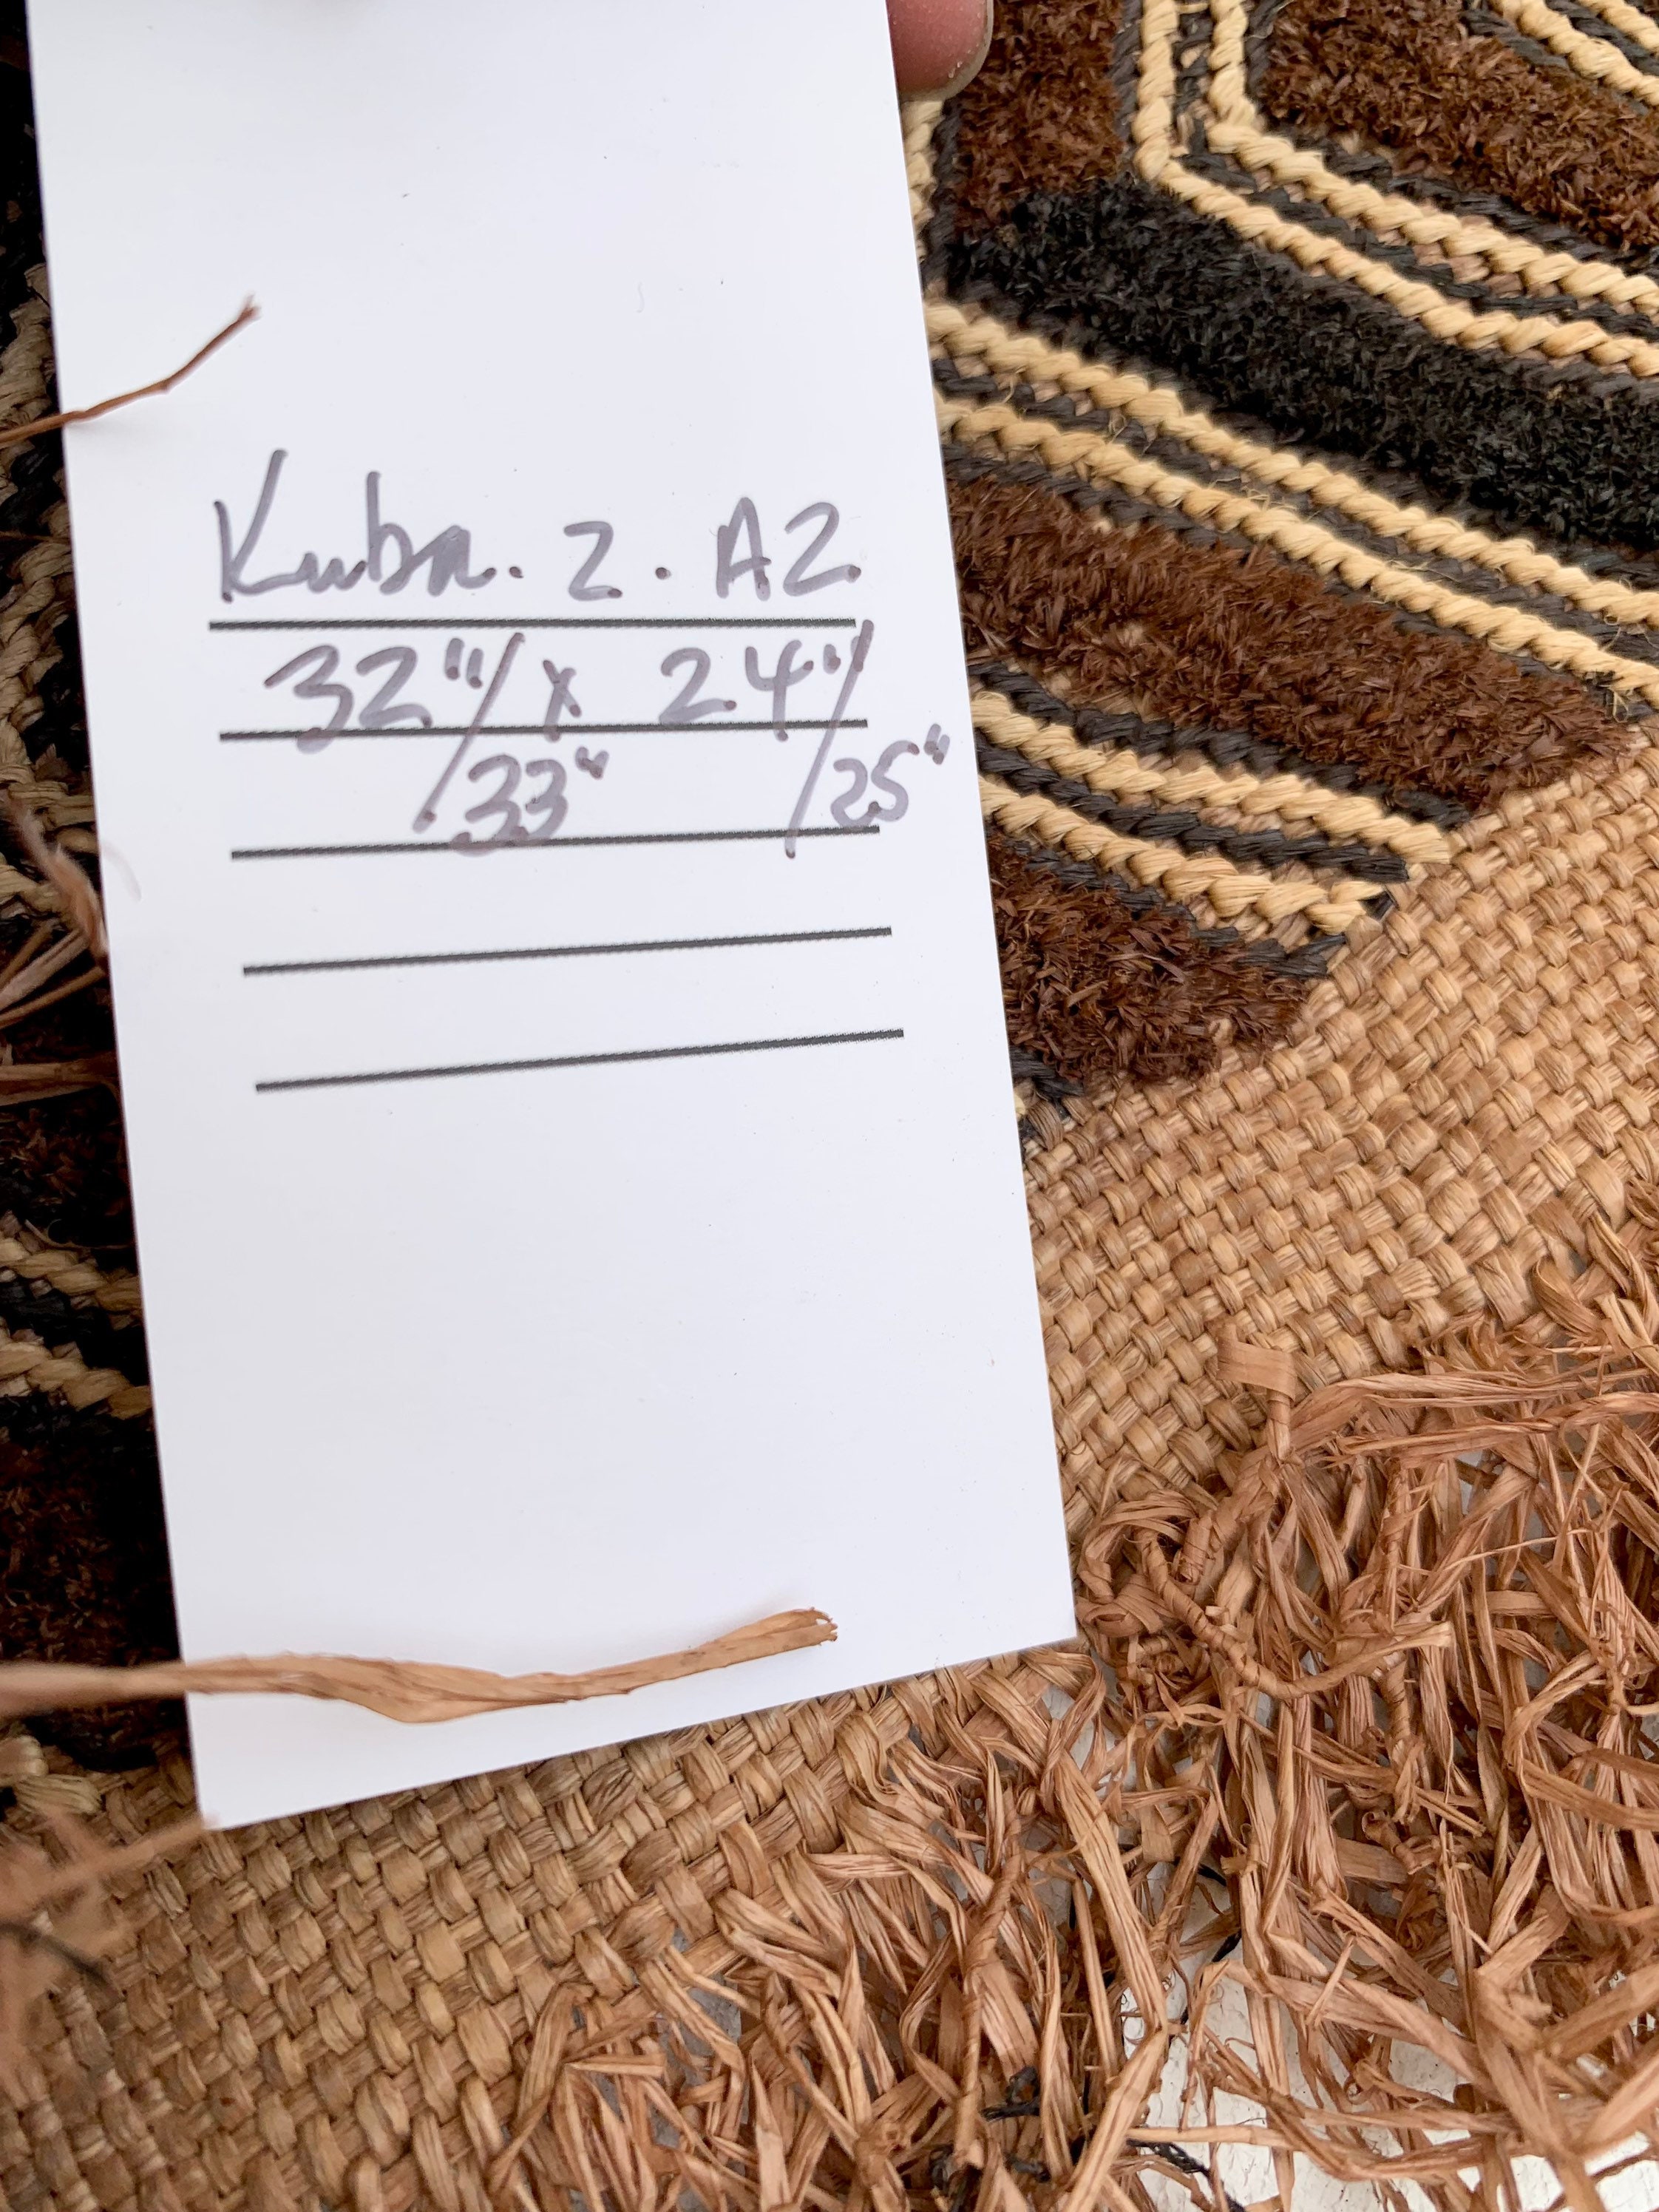 Kuba. 2. A2
32"/ x 24"/
/33" /25"